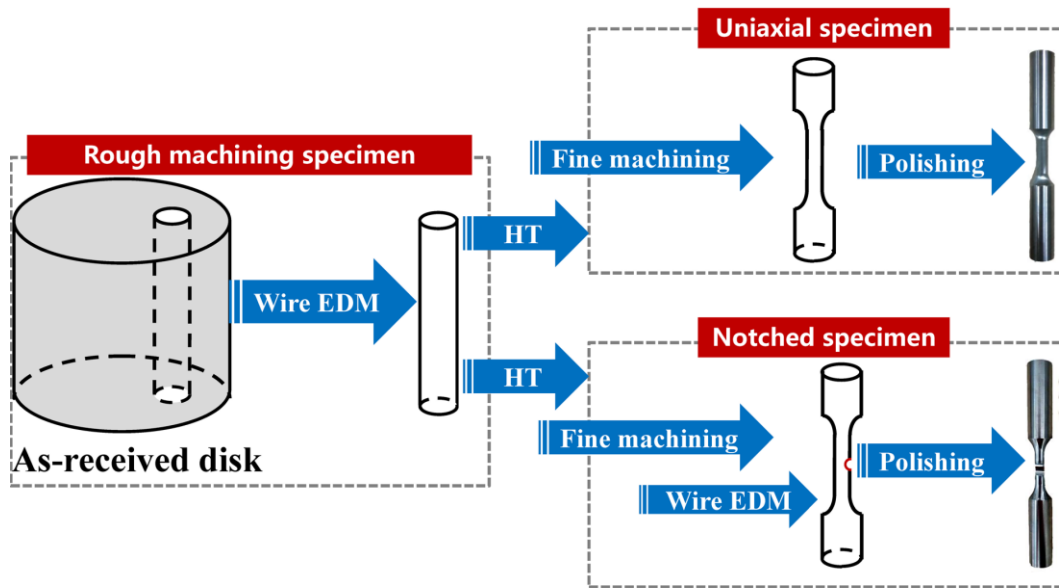 Rough machining specimen
As-received disk
Wire EDM
HT
HT
Uniaxial specimen
Fine machining
Polishing
Notched specimen
Fine machining
Wire EDM
Polishing